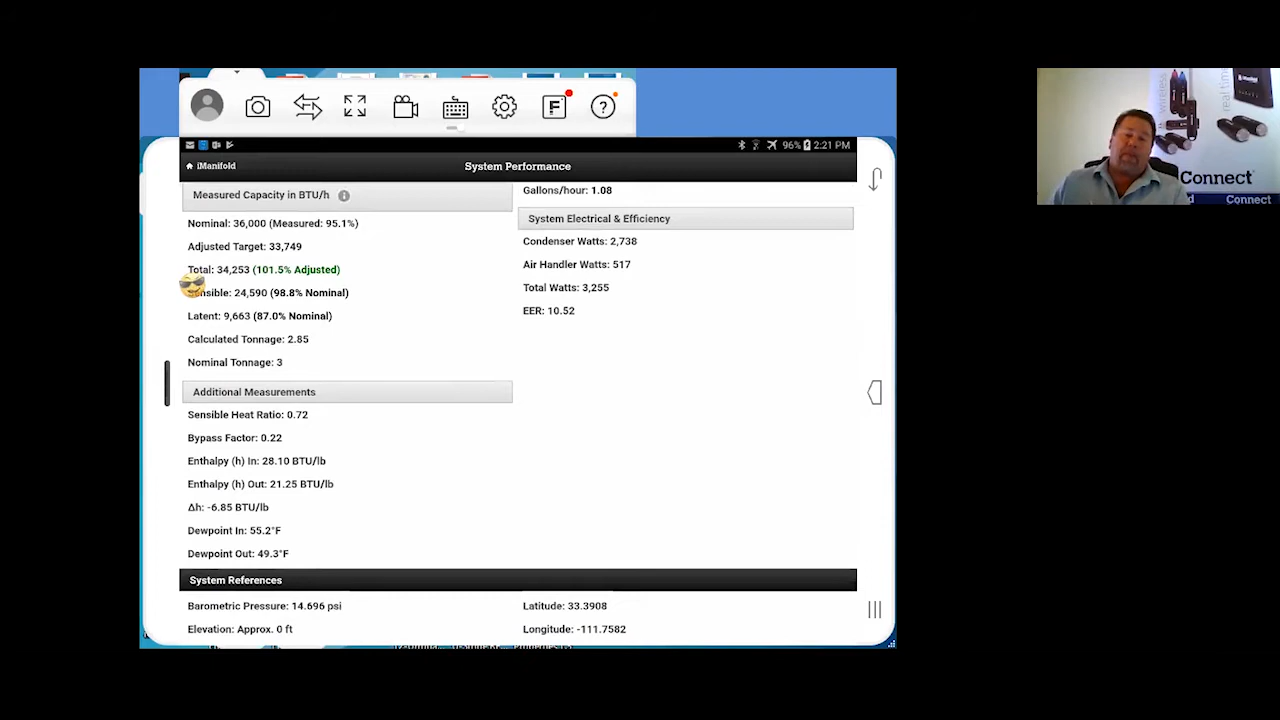 96% 2:21 PM
iManifold
System Performance
Measured Capacity in BTU/h
Nominal: 36,000 (Measured: 95.1%)
Adjusted Target: 33,749
Total: 34,253 (101.5% Adjusted)
nsible: 24,590 (98.8% Nominal)
Latent: 9,663 (87.0% Nominal)
Calculated Tonnage: 2.85
Nominal Tonnage: 3
Additional Measurements
Sensible Heat Ratio: 0.72
Bypass Factor: 0.22
Enthalpy (h) In: 28.10 BTU/lb
Enthalpy (h) Out: 21.25 BTU/lb
Δh: -6.85 BTU/lb
Dewpoint In: 55.2°F
Dewpoint Out: 49.3°F
Gallons/hour: 1.08
System Electrical & Efficiency
Condenser Watts: 2,738
Air Handler Watts: 517
Total Watts: 3,255
EER: 10.52
System References
Barometric Pressure: 14.696 psi
Elevation: Approx. 0 ft
Latitude: 33.3908
Longitude: -111.7582
wireless
real time
Connect
d Connect